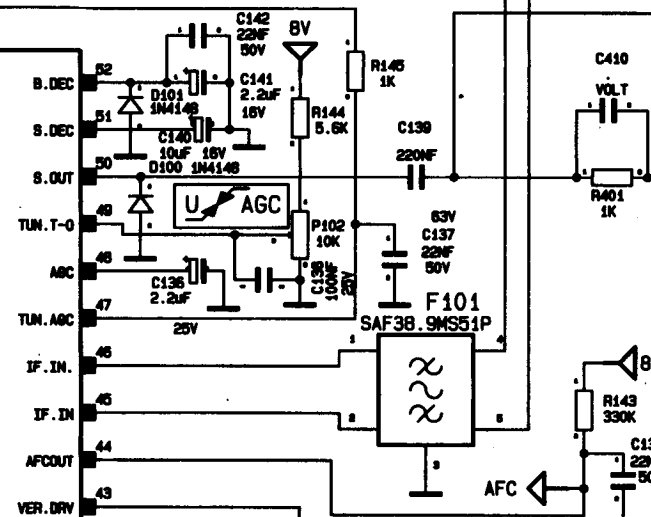 C142
22NF
50V
8V
52
B.DEC
D101
1N4148
C141
2.2uF
16V
R145
1K
C410
VOLT
R144
5.6K
51
S.DEC
C140
10uF
16V
D100 1N4148
C139
220NF
63V
R401
1K
50
S.OUT
U AGC
49
TUN.T-O
P102
10K
C137
22NF
50V
AGC
C136
2.2uF
25V
C138
100NF
25V
47
TUN.AGC
F101
SAF38.9MS51P
IF.IN.
1
4
8
45
IF.IN
2
5
3
R143
330K
44
AFCOUT
AFC
43
VER.DRV